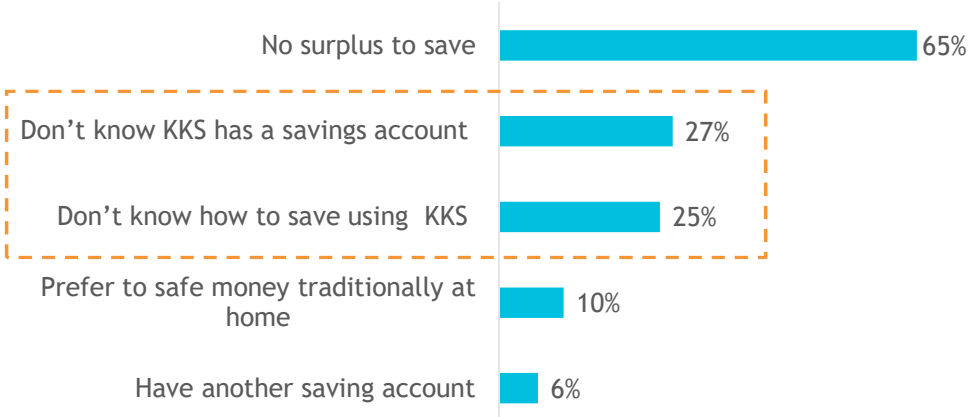 No surplus to save 65%
Don’t know KKS has a savings account 27%
Don’t know how to save using  KKS 25%
Prefer to safe money traditionally at
home
10%
Have another saving account 6%